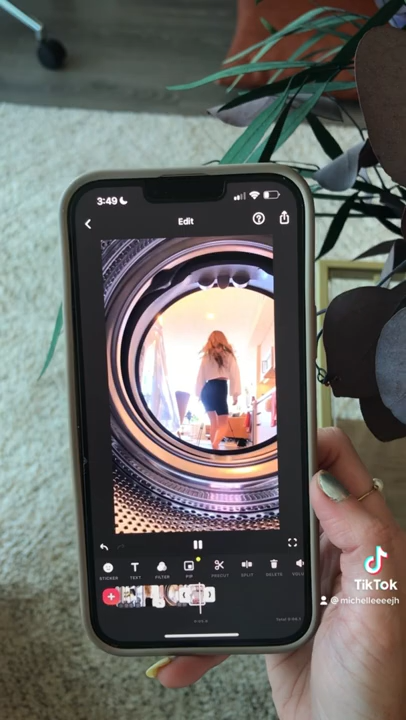 3:49
Edit
STICKER TEXT FILTER PIP PRECUT SPLIT DELETE
TikTok
@michelleeeejh